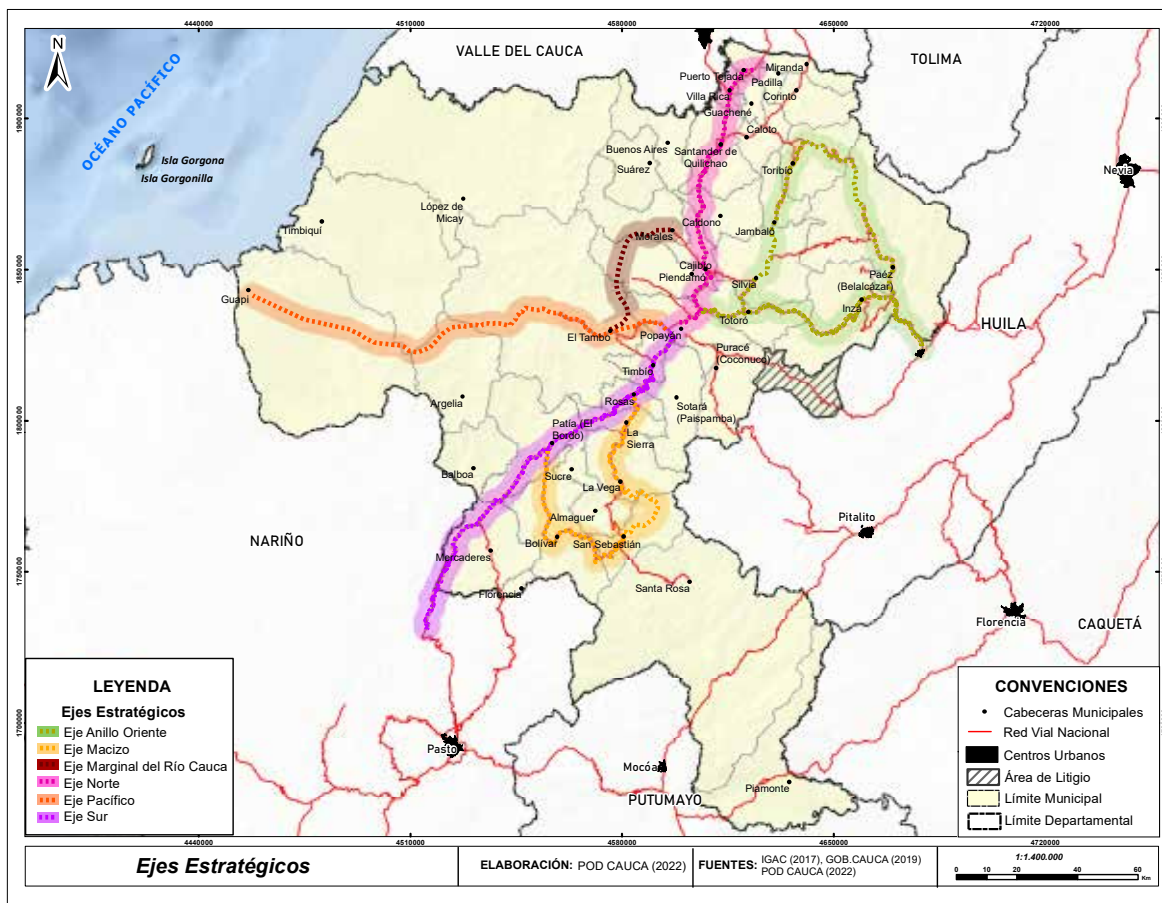 4440000
4510000
4580000
4650000
4720000
N
VALLE DEL CAUCA
TOLIMA
OCÉANO PACÍFICO
Isla Gorgona
Isla Gorgonilla
Puerto Tejada
Miranda
Padilla
Villa Rica
Corinto
Guachené
Caloto
Buenos Aires
Santander de
Quilichao
Suárez
Toribío
Nevia
López de
Micay
Timbiquí
Caldono
Jambaló
Morales
Cajibío
Piendamó
Silvia
Paéz
(Belalcázar)
Guapi
Inzá
Totoró
HUILA
El Tambo
Popayán
Puracé
(Coconuco)
Timbío
Rosas
Argelia
Sotará
(Paispamba)
Patía (El
Bordo)
La
Sierra
Balboa
Sucre
La Vega
Almaguer
Pitalito
NARIÑO
Bolívar
San Sebastián
Mercaderes
Santa Rosa
Florencia
Florencia
CAQUETÁ
Pasto
Mocóa
PUTUMAYO
Piamonte
1900000
1850000
1800000
1750000
1700000
1900000
1850000
1800000
1750000
1700000
LEYENDA
Ejes Estratégicos
Eje Anillo Oriente
Eje Macizo
Eje Marginal del Río Cauca
Eje Norte
Eje Pacífico
Eje Sur
CONVENCIONES
Cabeceras Municipales
Red Vial Nacional
Centros Urbanos
Área de Litigio
Límite Municipal
Límite Departamental
4440000
4510000
4580000
4650000
4720000
Ejes Estratégicos
ELABORACIÓN: POD CAUCA (2022)
FUENTES: IGAC (2017), GOB.CAUCA (2019)
POD CAUCA (2022)
1:1.400.000
0 10 20 40 60
Km